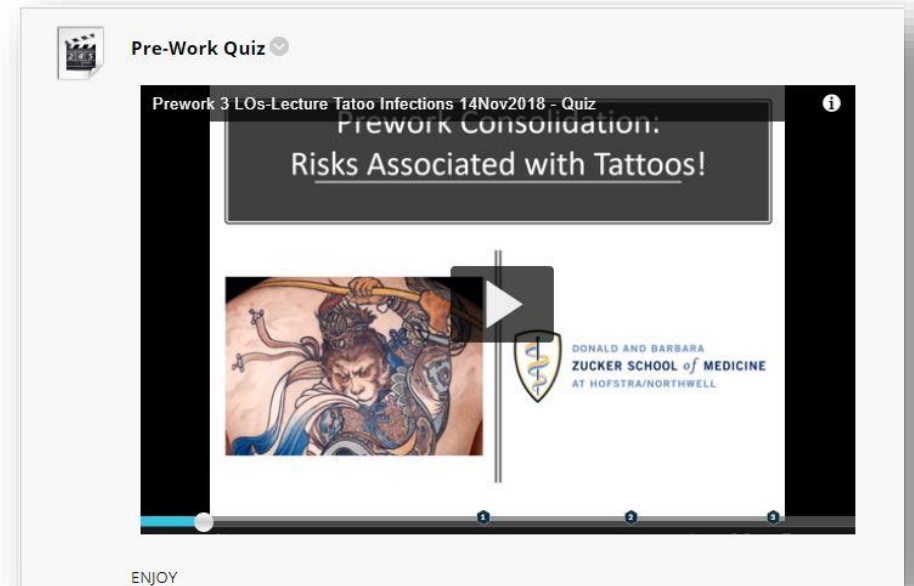 Pre-Work Quiz
Prework 3 LOs-Lecture Tatoo Infections 14Nov2018 - Quiz
Prework Consolidation:
Risks Associated with Tattoos!
DONALD AND BARBARA
ZUCKER SCHOOL of MEDICINE
AT HOFSTRA/NORTHWELL
1 2 3
ENJOY